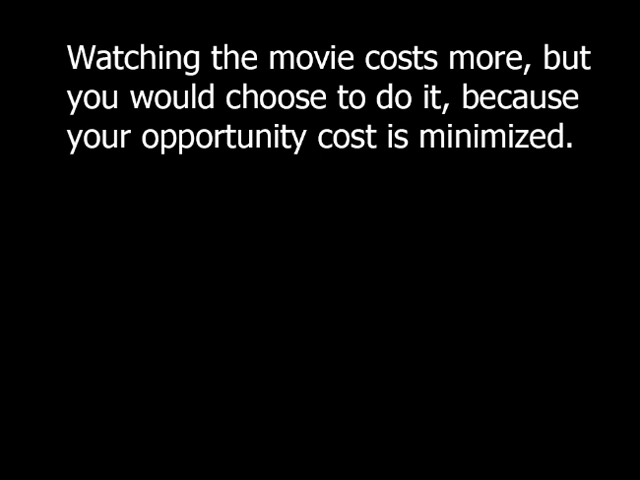 Watching the movie costs more, but
you would choose to do it, because
your opportunity cost is minimized.